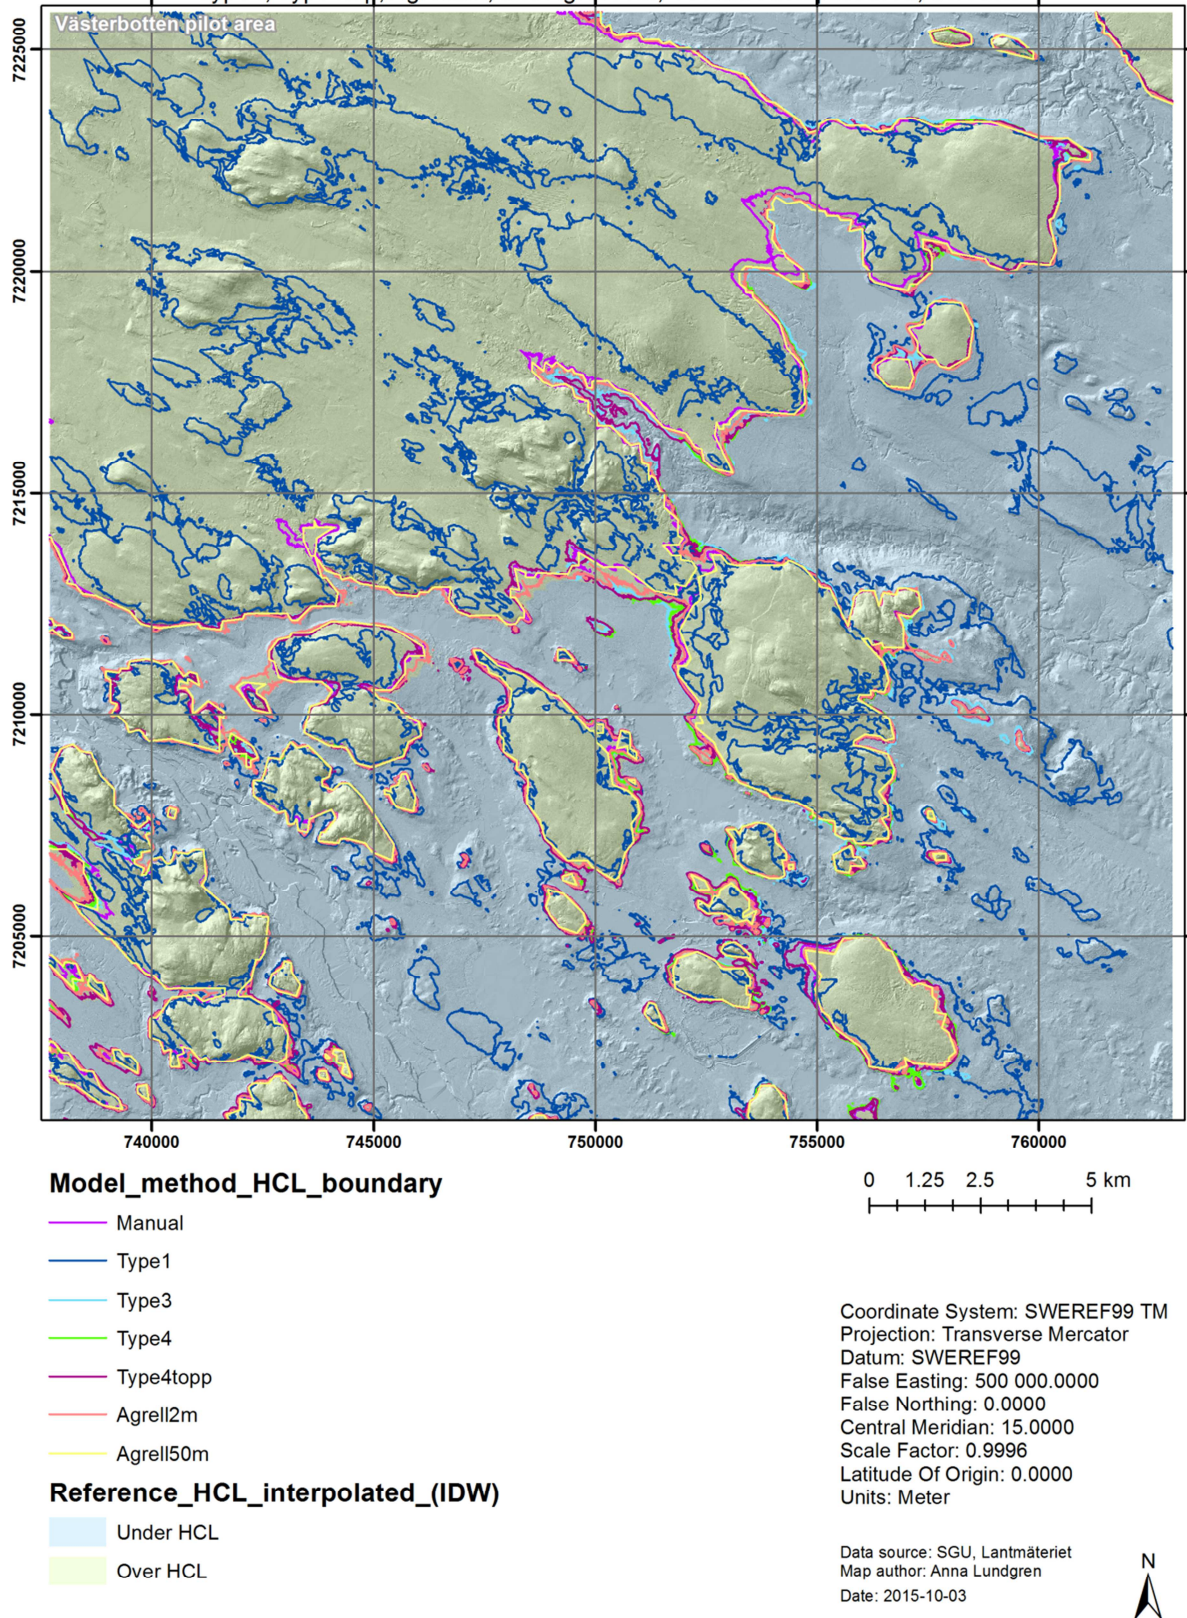 Västerbotten pilot area
7225000
7220000
7215000
7210000
7205000
740000 745000 750000 755000 760000
Model_method_HCL_boundary
Manual
Type1
Type3
Type4
Type4topp
Agrell2m
Agrell50m
Reference_HCL_interpolated_(IDW)
Under HCL
Over HCL
0 1.25 2.5 5 km
Coordinate System: SWEREF99 TM
Projection: Transverse Mercator
Datum: SWEREF99
False Easting: 500 000.0000
False Northing: 0.0000
Central Meridian: 15.0000
Scale Factor: 0.9996
Latitude Of Origin: 0.0000
Units: Meter
Data source: SGU, Lantmäteriet
Map author: Anna Lundgren
Date: 2015-10-03
N